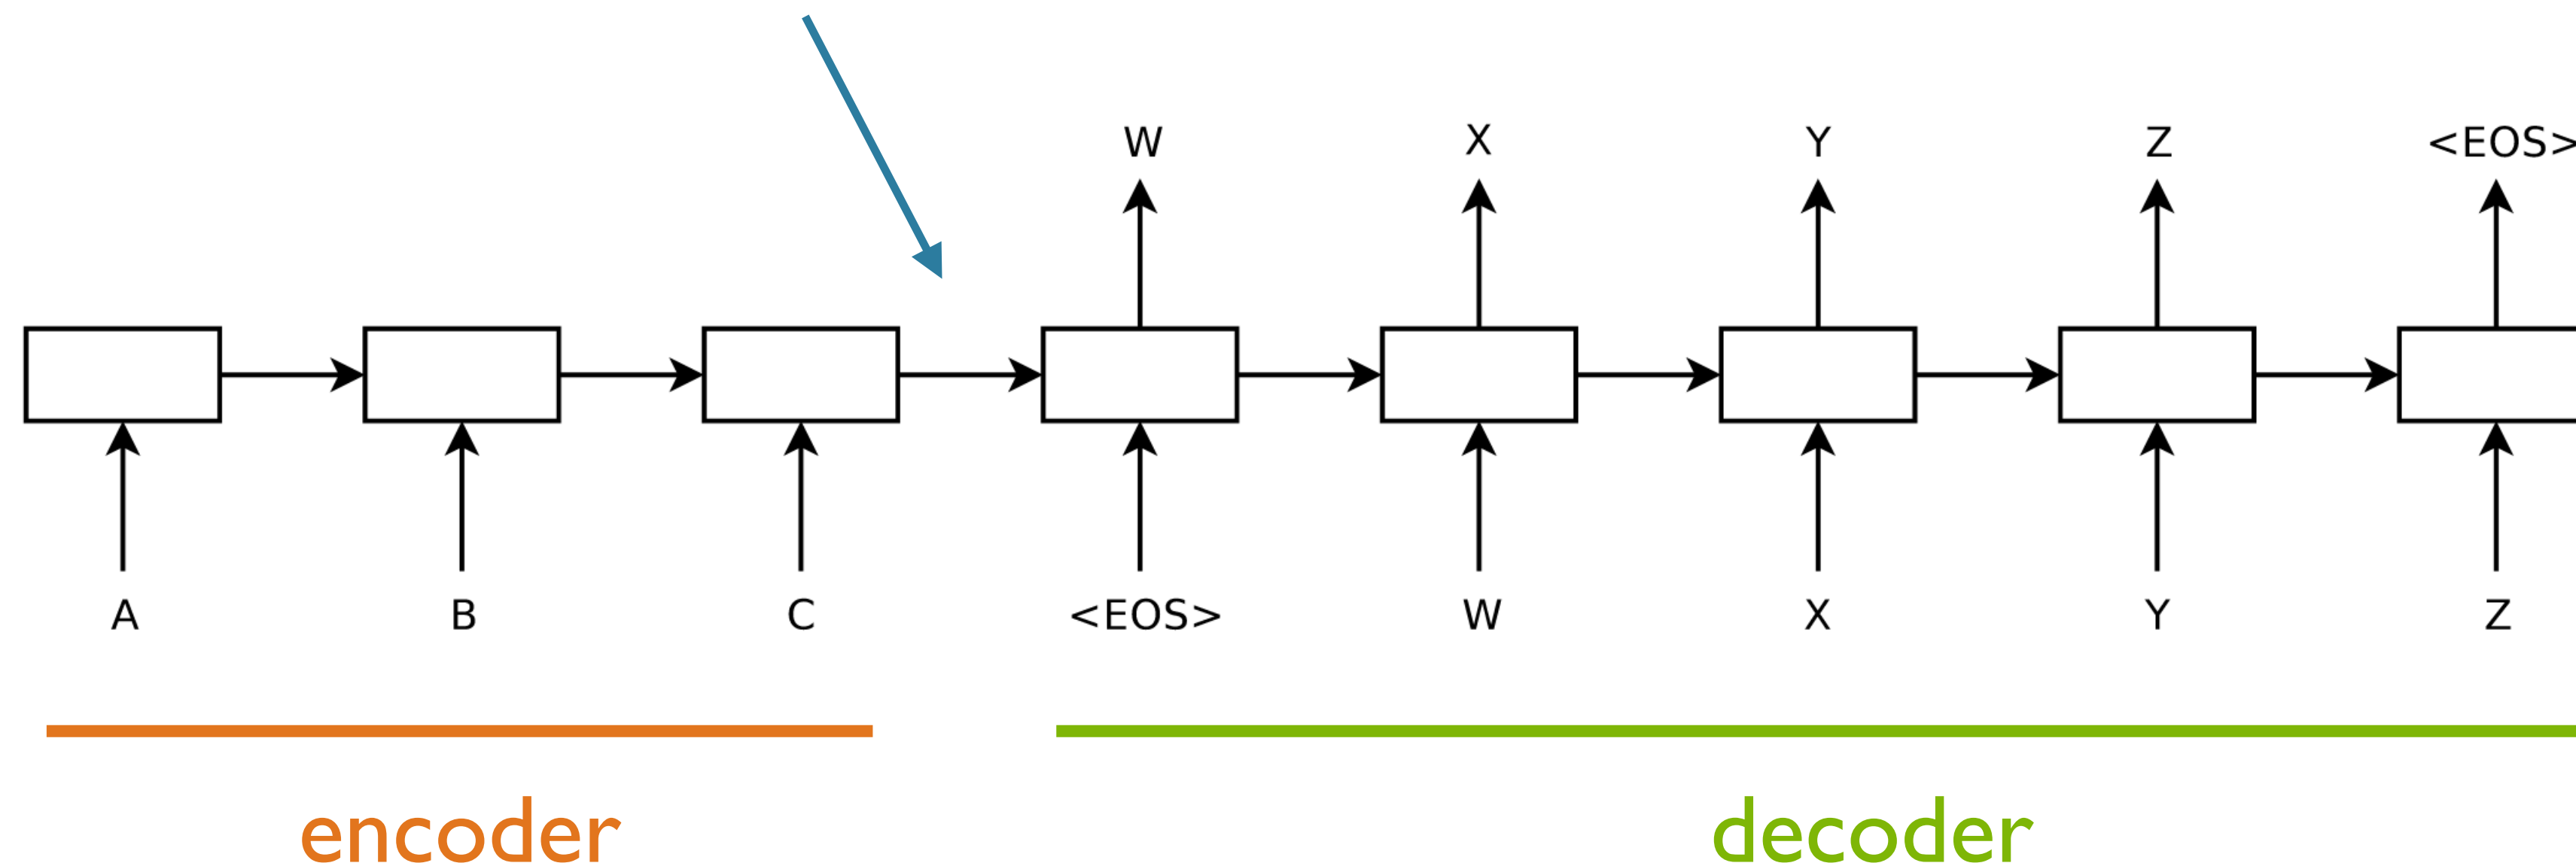 W X Y Z <EOS>
A B C <EOS> W X Y Z
encoder decoder